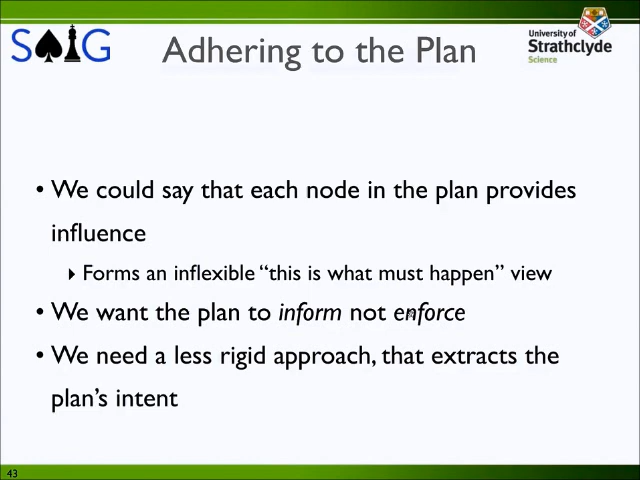 S♠♟G
Adhering to the Plan
University of
Strathclyde
Science
• We could say that each node in the plan provides
influence
▸ Forms an inflexible “this is what must happen” view
• We want the plan to inform not enforce
• We need a less rigid approach, that extracts the
plan’s intent
43